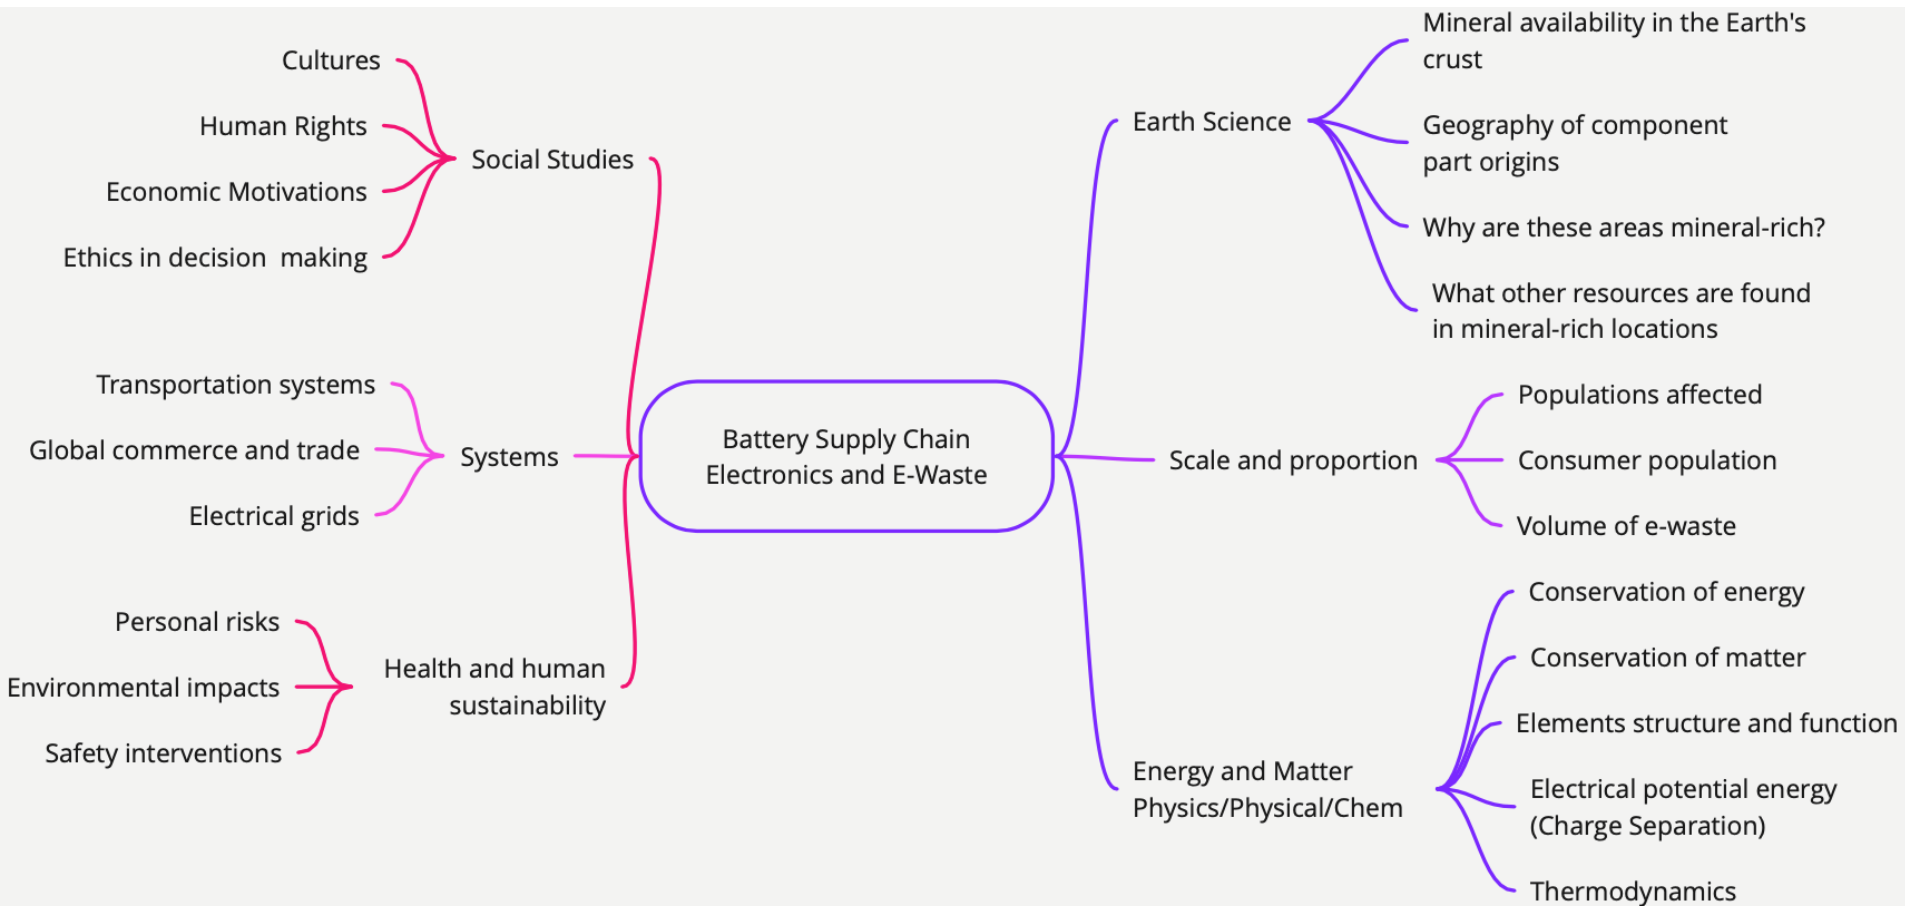 Cultures
Human Rights
Economic Motivations
Ethics in decision  making
Social Studies
Transportation systems
Global commerce and trade
Electrical grids
Systems
Personal risks
Environmental impacts
Safety interventions
Health and human
sustainability
Battery Supply Chain
Electronics and E-Waste
Earth Science
Mineral availability in the Earth's
crust
Geography of component
part origins
Why are these areas mineral-rich?
What other resources are found
in mineral-rich locations
Scale and proportion
Populations affected
Consumer population
Volume of e-waste
Energy and Matter
Physics/Physical/Chem
Conservation of energy
Conservation of matter
Elements structure and function
Electrical potential energy
(Charge Separation)
Thermodynamics